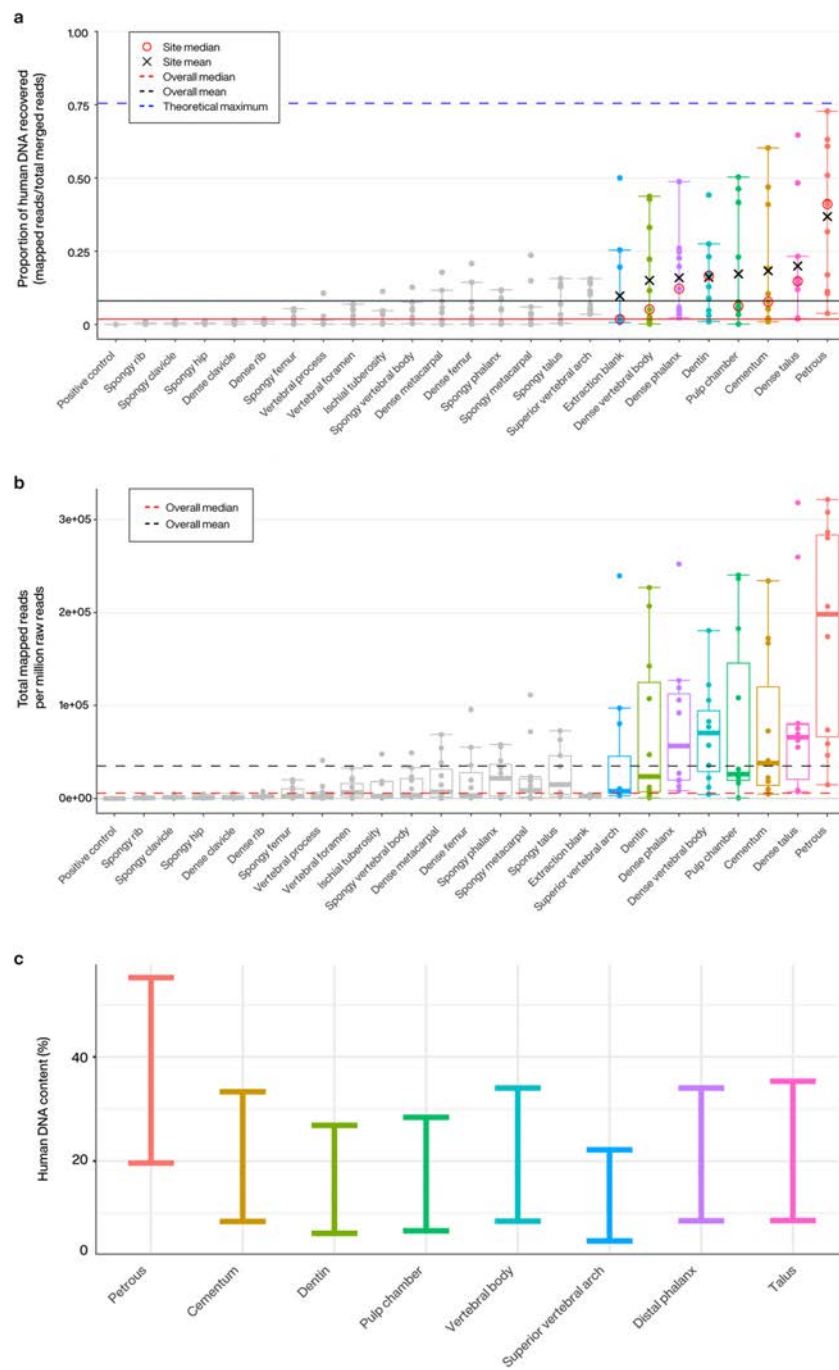 a
1.00
0.75
0.50
0.25
0
Proportion of human DNA recovered
(mapped reads/total merged reads)
Site median
Site mean
Overall median
Overall mean
Theoretical maximum
Positive control
Spongy rib
Spongy clavicle
Spongy hip
Dense clavicle
Dense rib
Spongy femur
Vertebral process
Vertebral foramen
Ischial tuberosity
Spongy vertebral body
Dense metacarpal
Dense femur
Spongy phalanx
Spongy metacarpal
Spongy talus
Superior vertebral arch
Extraction blank
Dense vertebral body
Dense phalanx
Dentin
Pulp chamber
Cementum
Dense talus
Petrous
b
3e+05
2e+05
1e+05
0e+00
Total mapped reads
per million raw reads
Overall median
Overall mean
Positive control
Spongy rib
Spongy clavicle
Spongy hip
Dense clavicle
Dense rib
Spongy femur
Vertebral process
Vertebral foramen
Ischial tuberosity
Spongy vertebral body
Dense metacarpal
Dense femur
Spongy phalanx
Spongy metacarpal
Spongy talus
Extraction blank
Superior vertebral arch
Dentin
Dense phalanx
Dense vertebral body
Pulp chamber
Cementum
Dense talus
Petrous
c
40
20
0
Human DNA content (%)
Petrous
Cementum
Dentin
Pulp chamber
Vertebral body
Superior vertebral arch
Distal phalanx
Talus